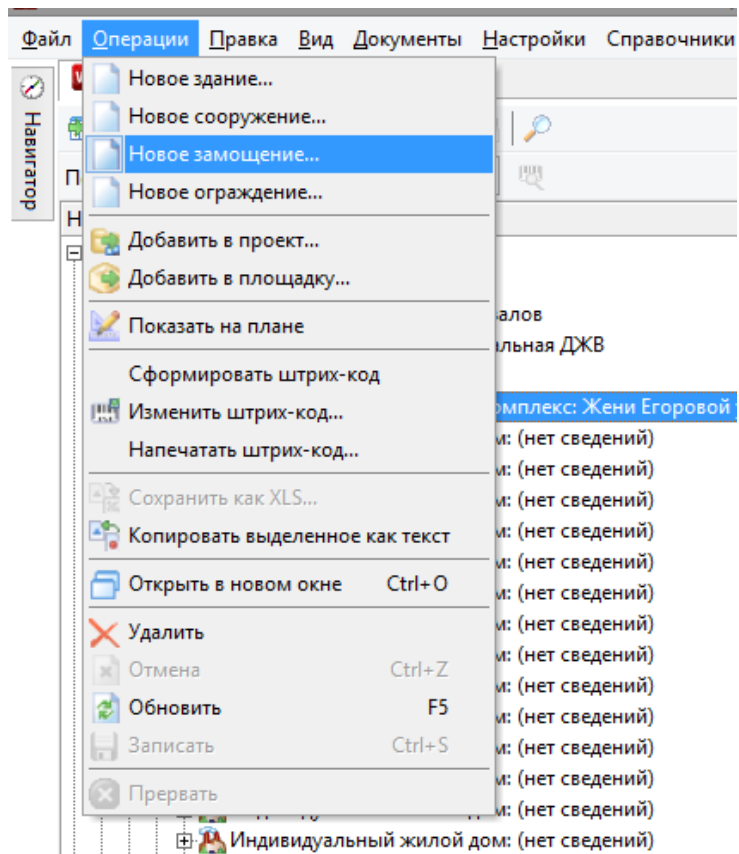 Файл Операции Правка Вид Документы Настройки Справочники
Навигатор
Новое здание...
Новое сооружение...
Новое замощение...
П
Новое ограждение...
Н
Добавить в проект...
Добавить в площадку...
алов
Показать на плане
льная ДЖВ
Сформировать штрих-код
омплекс: Жени Егоровой у
Изменить штрих-код...
м: (нет сведений)
Напечатать штрих-код...
м: (нет сведений)
Сохранить как XLS...
м: (нет сведений)
Копировать выделенное как текст
м: (нет сведений)
м: (нет сведений)
Открыть в новом окне Ctrl+O
м: (нет сведений)
Удалить
м: (нет сведений)
Отмена Ctrl+Z
м: (нет сведений)
м: (нет сведений)
Обновить F5
м: (нет сведений)
Записать Ctrl+S
м: (нет сведений)
м: (нет сведений)
Прервать
м: (нет сведений)
Индивидуальный жилой дом: (нет сведений)